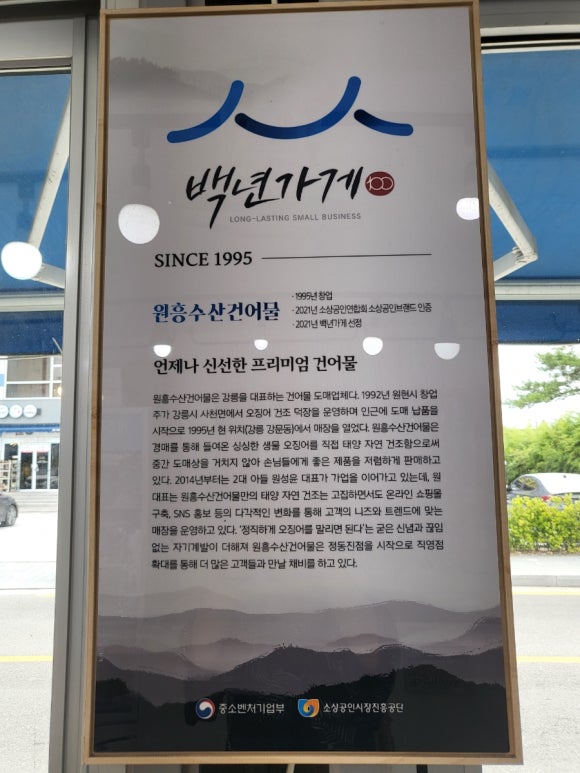 백년가게 100
LONG-LASTING SMALL BUSINESS
SINCE 1995
원흥수산건어물
· 1995년 창업
· 2021년 소상공인연합회 소상공인브랜드 인증
· 2021년 백년가게 선정
언제나 신선한 프리미엄 건어물
원흥수산건어물은 강릉을 대표하는 건어물 도매업체다. 1992년 원현시 창업
주가 강릉시 사천면에서 오징어 건조 덕장을 운영하며 인근에 도매 납품을
시작으로 1995년 현 위치(강릉 강문동)에서 매장을 열었다. 원흥수산건어물은
경매를 통해 들여온 싱싱한 생물 오징어를 직접 태양 자연 건조함으로써
중간 도매상을 거치지 않아 손님들에게 좋은 제품을 저렴하게 판매하고
있다. 2014년부터는 2대 아들 원석윤 대표가 가업을 이어가고 있는데, 원
대표는 원흥수산건어물만의 태양 자연 건조는 고집하면서도 온라인 쇼핑몰
구축, SNS 홍보 등의 다각적인 변화를 통해 고객의 니즈와 트렌드에 맞는
매장을 운영하고 있다. ‘정직하게 오징어를 말리면 된다’는 굳은 신념과 끊임
없는 자기계발이 더해져 원흥수산건어물은 정동진점을 시작으로 직영점
확대를 통해 더 많은 고객들과 만날 채비를 하고 있다.
중소벤처기업부 소상공인시장진흥공단